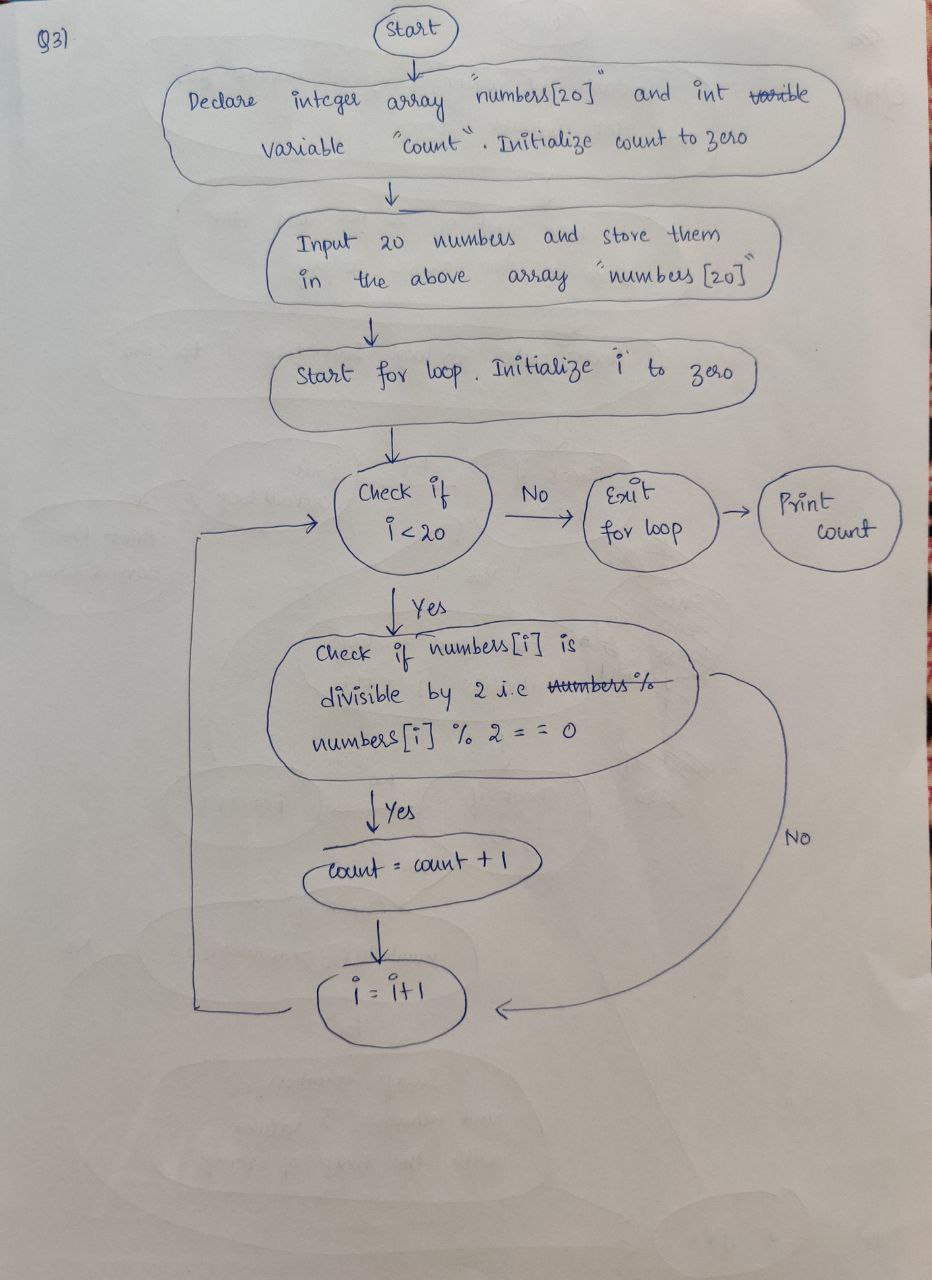 Q3)
Start
Declare integer array "numbers[20]" and int varible
variable "count". Initialize count to zero
Input 20 numbers and store them
in the above array "numbers [20]"
Start for loop. Initialize i to zero
Check if
i < 20
No
Exit
for loop
Print
count
Yes
Check if numbers[i] is
divisible by 2 i.e numbers %
numbers[i] % 2 = = 0
Yes
No
count = count + 1
i = i+1